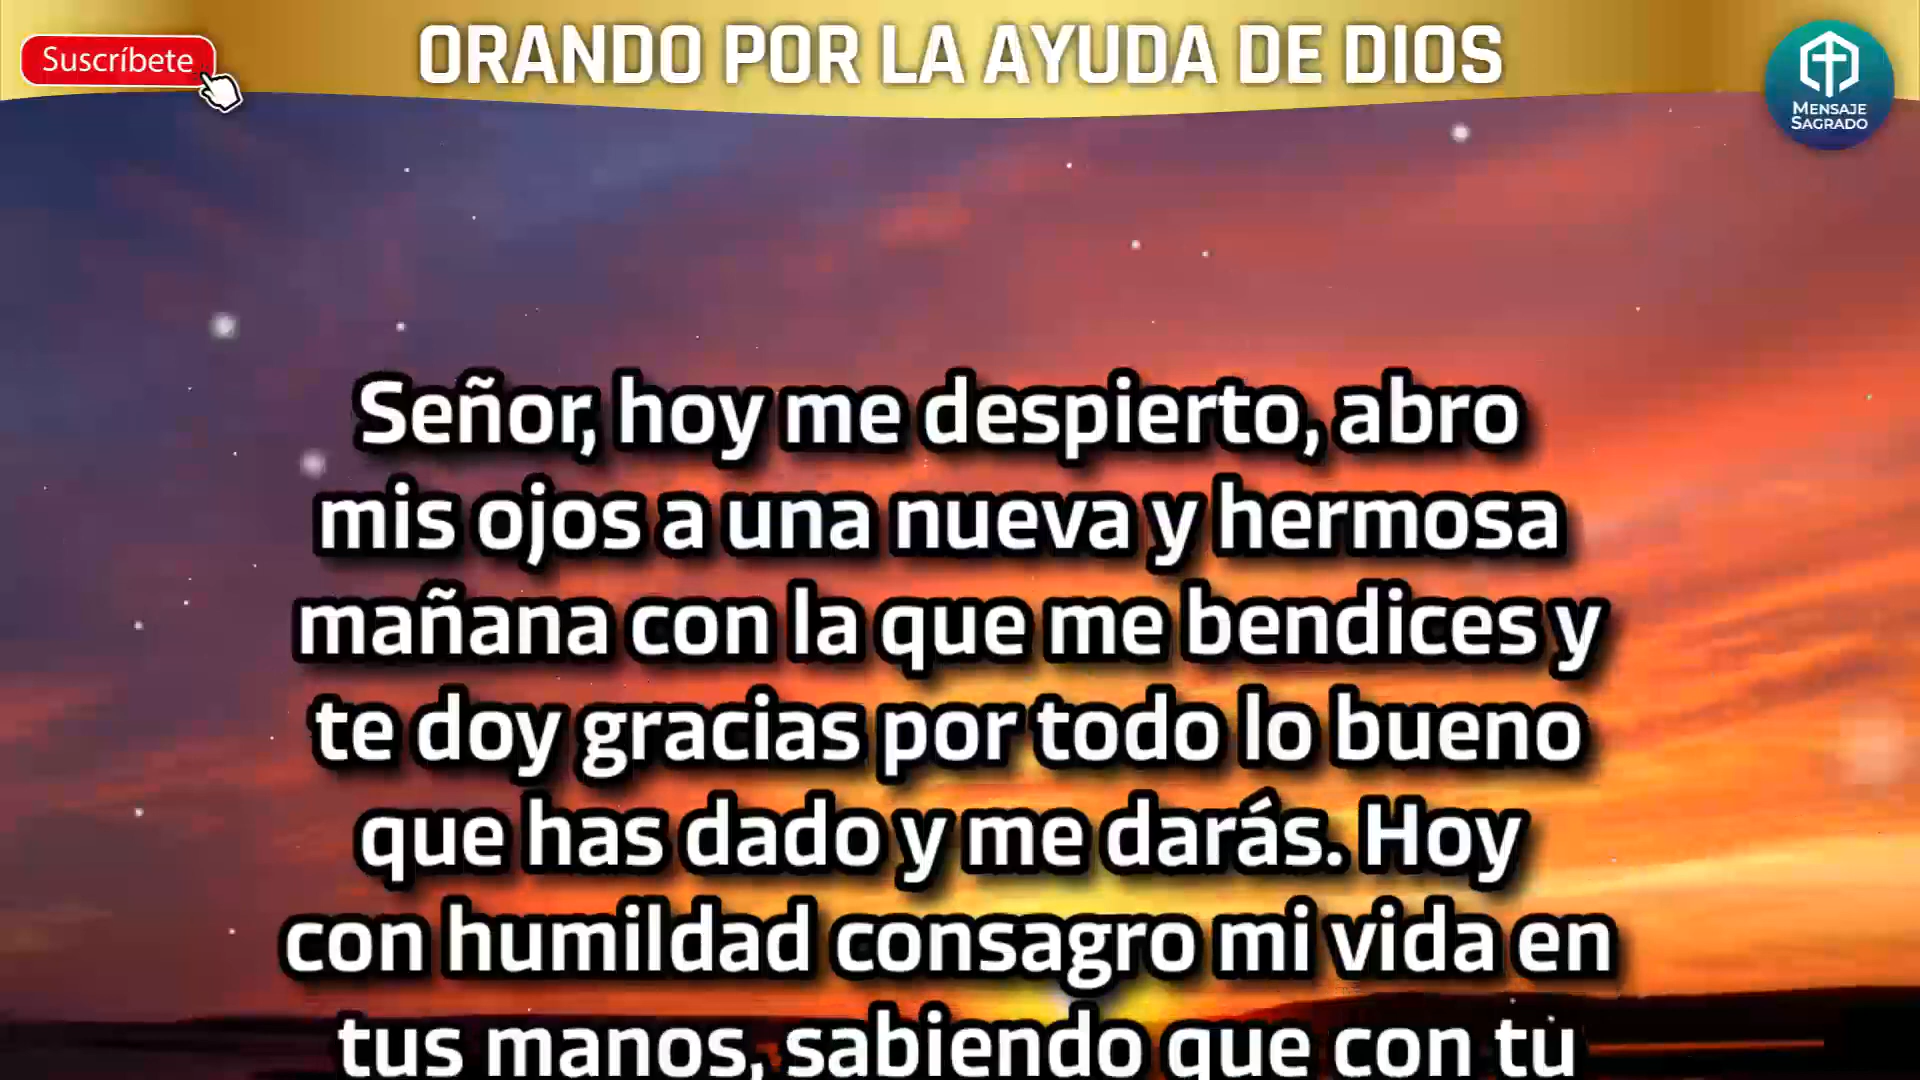 Suscríbete
ORANDO POR LA AYUDA DE DIOS
MENSAJE
SAGRADO
Señor, hoy me despierto, abro
mis ojos a una nueva y hermosa
mañana con la que me bendices y
te doy gracias por todo lo bueno
que has dado y me darás. Hoy
con humildad consagro mi vida en
tus manos, sabiendo que con tu